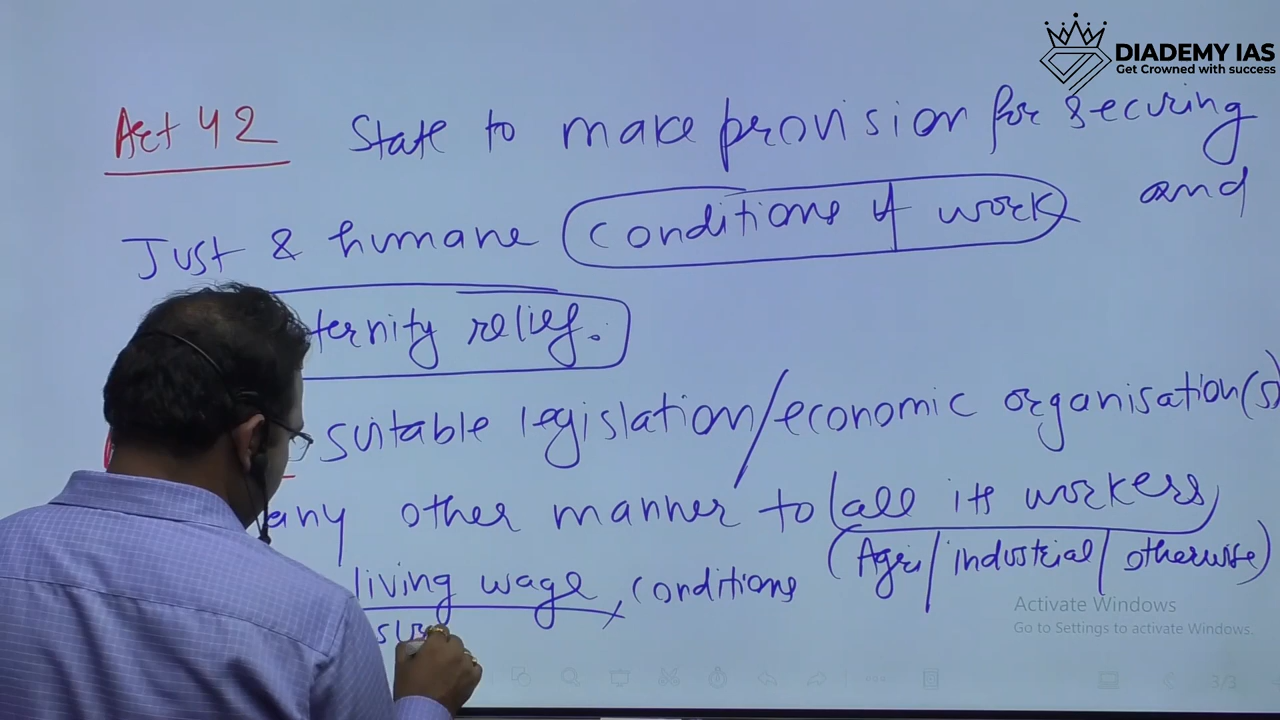 DIADEMY IAS
Get Crowned with success
Art 42 State to make provision for securing
Just & humane conditions of work and
ternity relief.
suitable legislation/economic organisation(s)
any other manner to all its workers
(Agri/industrial/otherwise)
living wage, conditions
Activate Windows
Go to Settings to activate Windows.
3/3